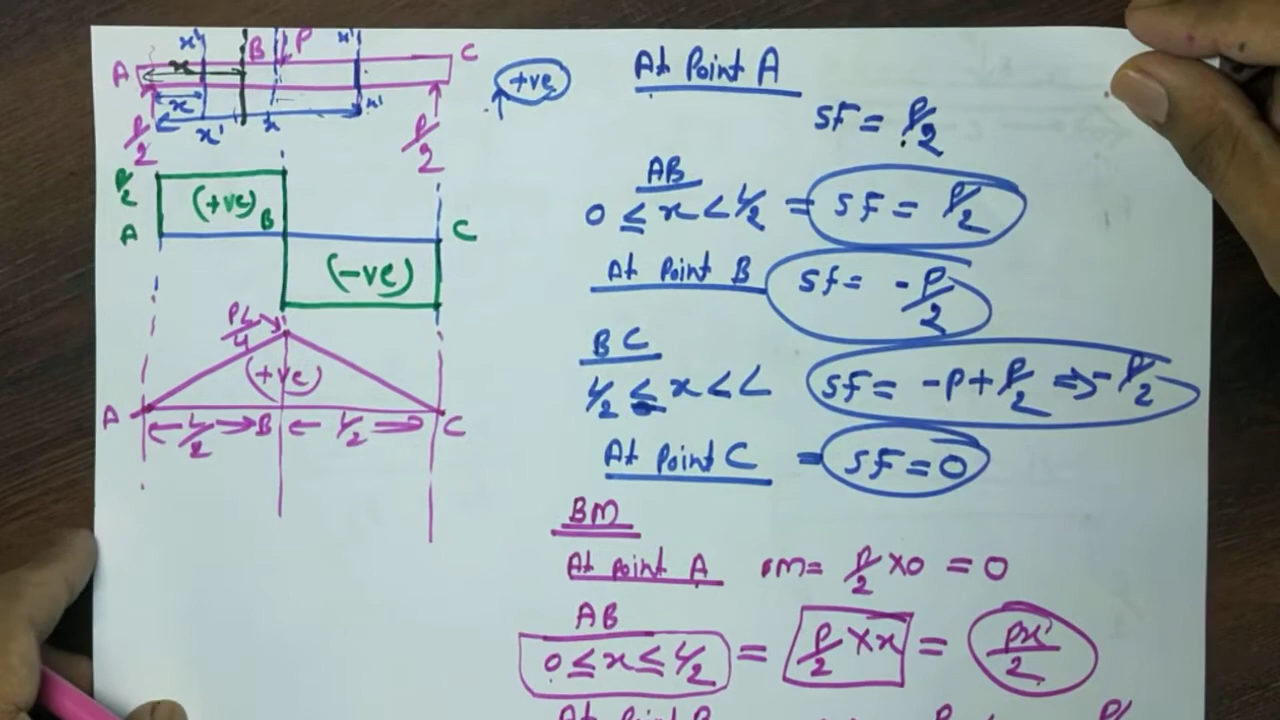 A x B P C
x' x'
x x' x x'
P/2 P/2
+ve
P/2 (+ve) B
A C
(-ve)
PL/4
(+ve)
A L/2 B L/2 C
At Point A
SF = P/2
AB
0 ≤ x < L/2 = SF = P/2
At Point B SF = -P/2
BC
L/2 ≤ x < L SF = -P + P/2 ⇒ -P/2
At Point C = SF = 0
BM
At Point A BM = P/2 × 0 = 0
AB
0 ≤ x ≤ L/2 = P/2 × x = Px/2
At Point B